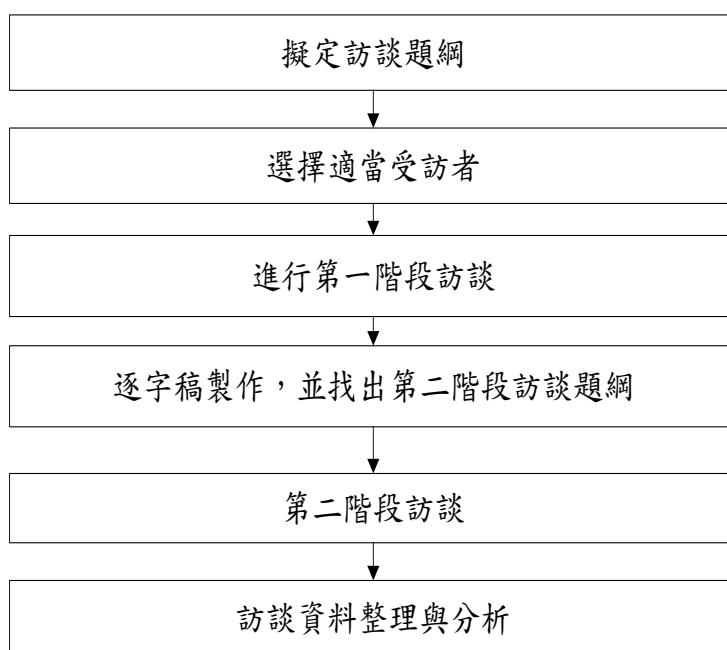 擬定訪談題綱
選擇適當受訪者
進行第一階段訪談
逐字稿製作，並找出第二階段訪談題綱
第二階段訪談
訪談資料整理與分析